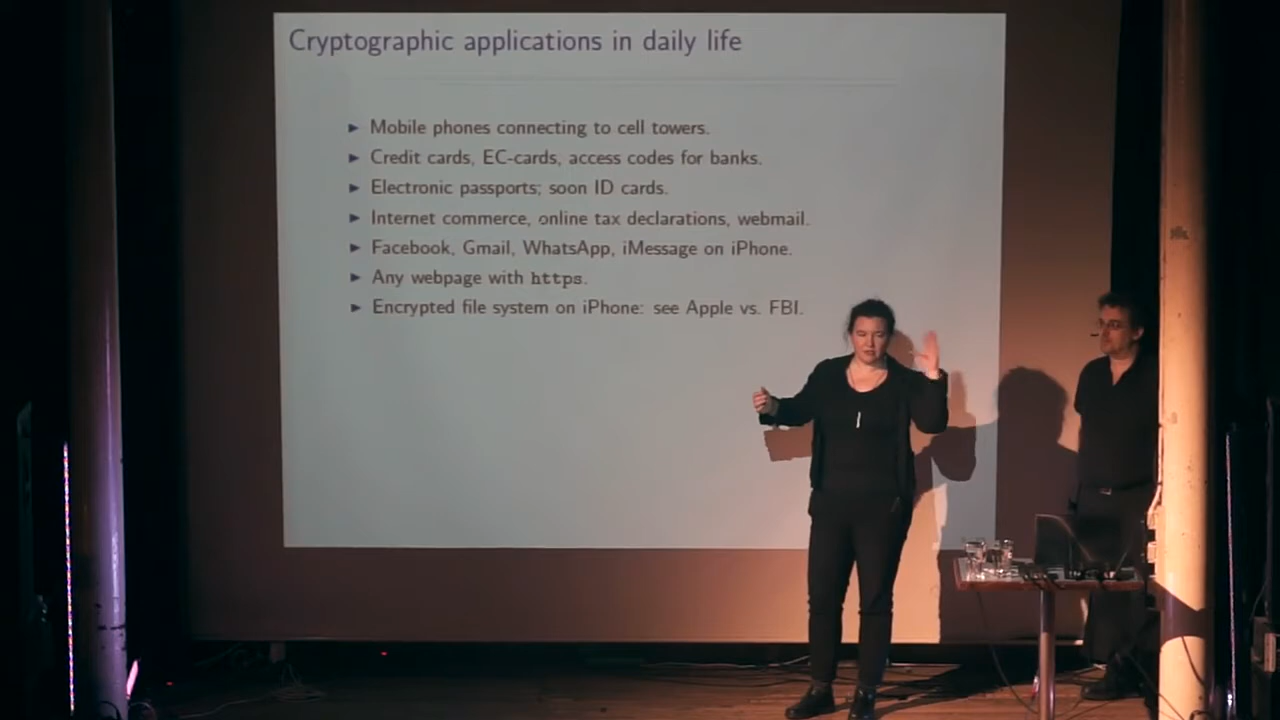 Cryptographic applications in daily life
▶ Mobile phones connecting to cell towers.
▶ Credit cards, EC-cards, access codes for banks.
▶ Electronic passports; soon ID cards.
▶ Internet commerce, online tax declarations, webmail.
▶ Facebook, Gmail, WhatsApp, iMessage on iPhone.
▶ Any webpage with https.
▶ Encrypted file system on iPhone: see Apple vs. FBI.